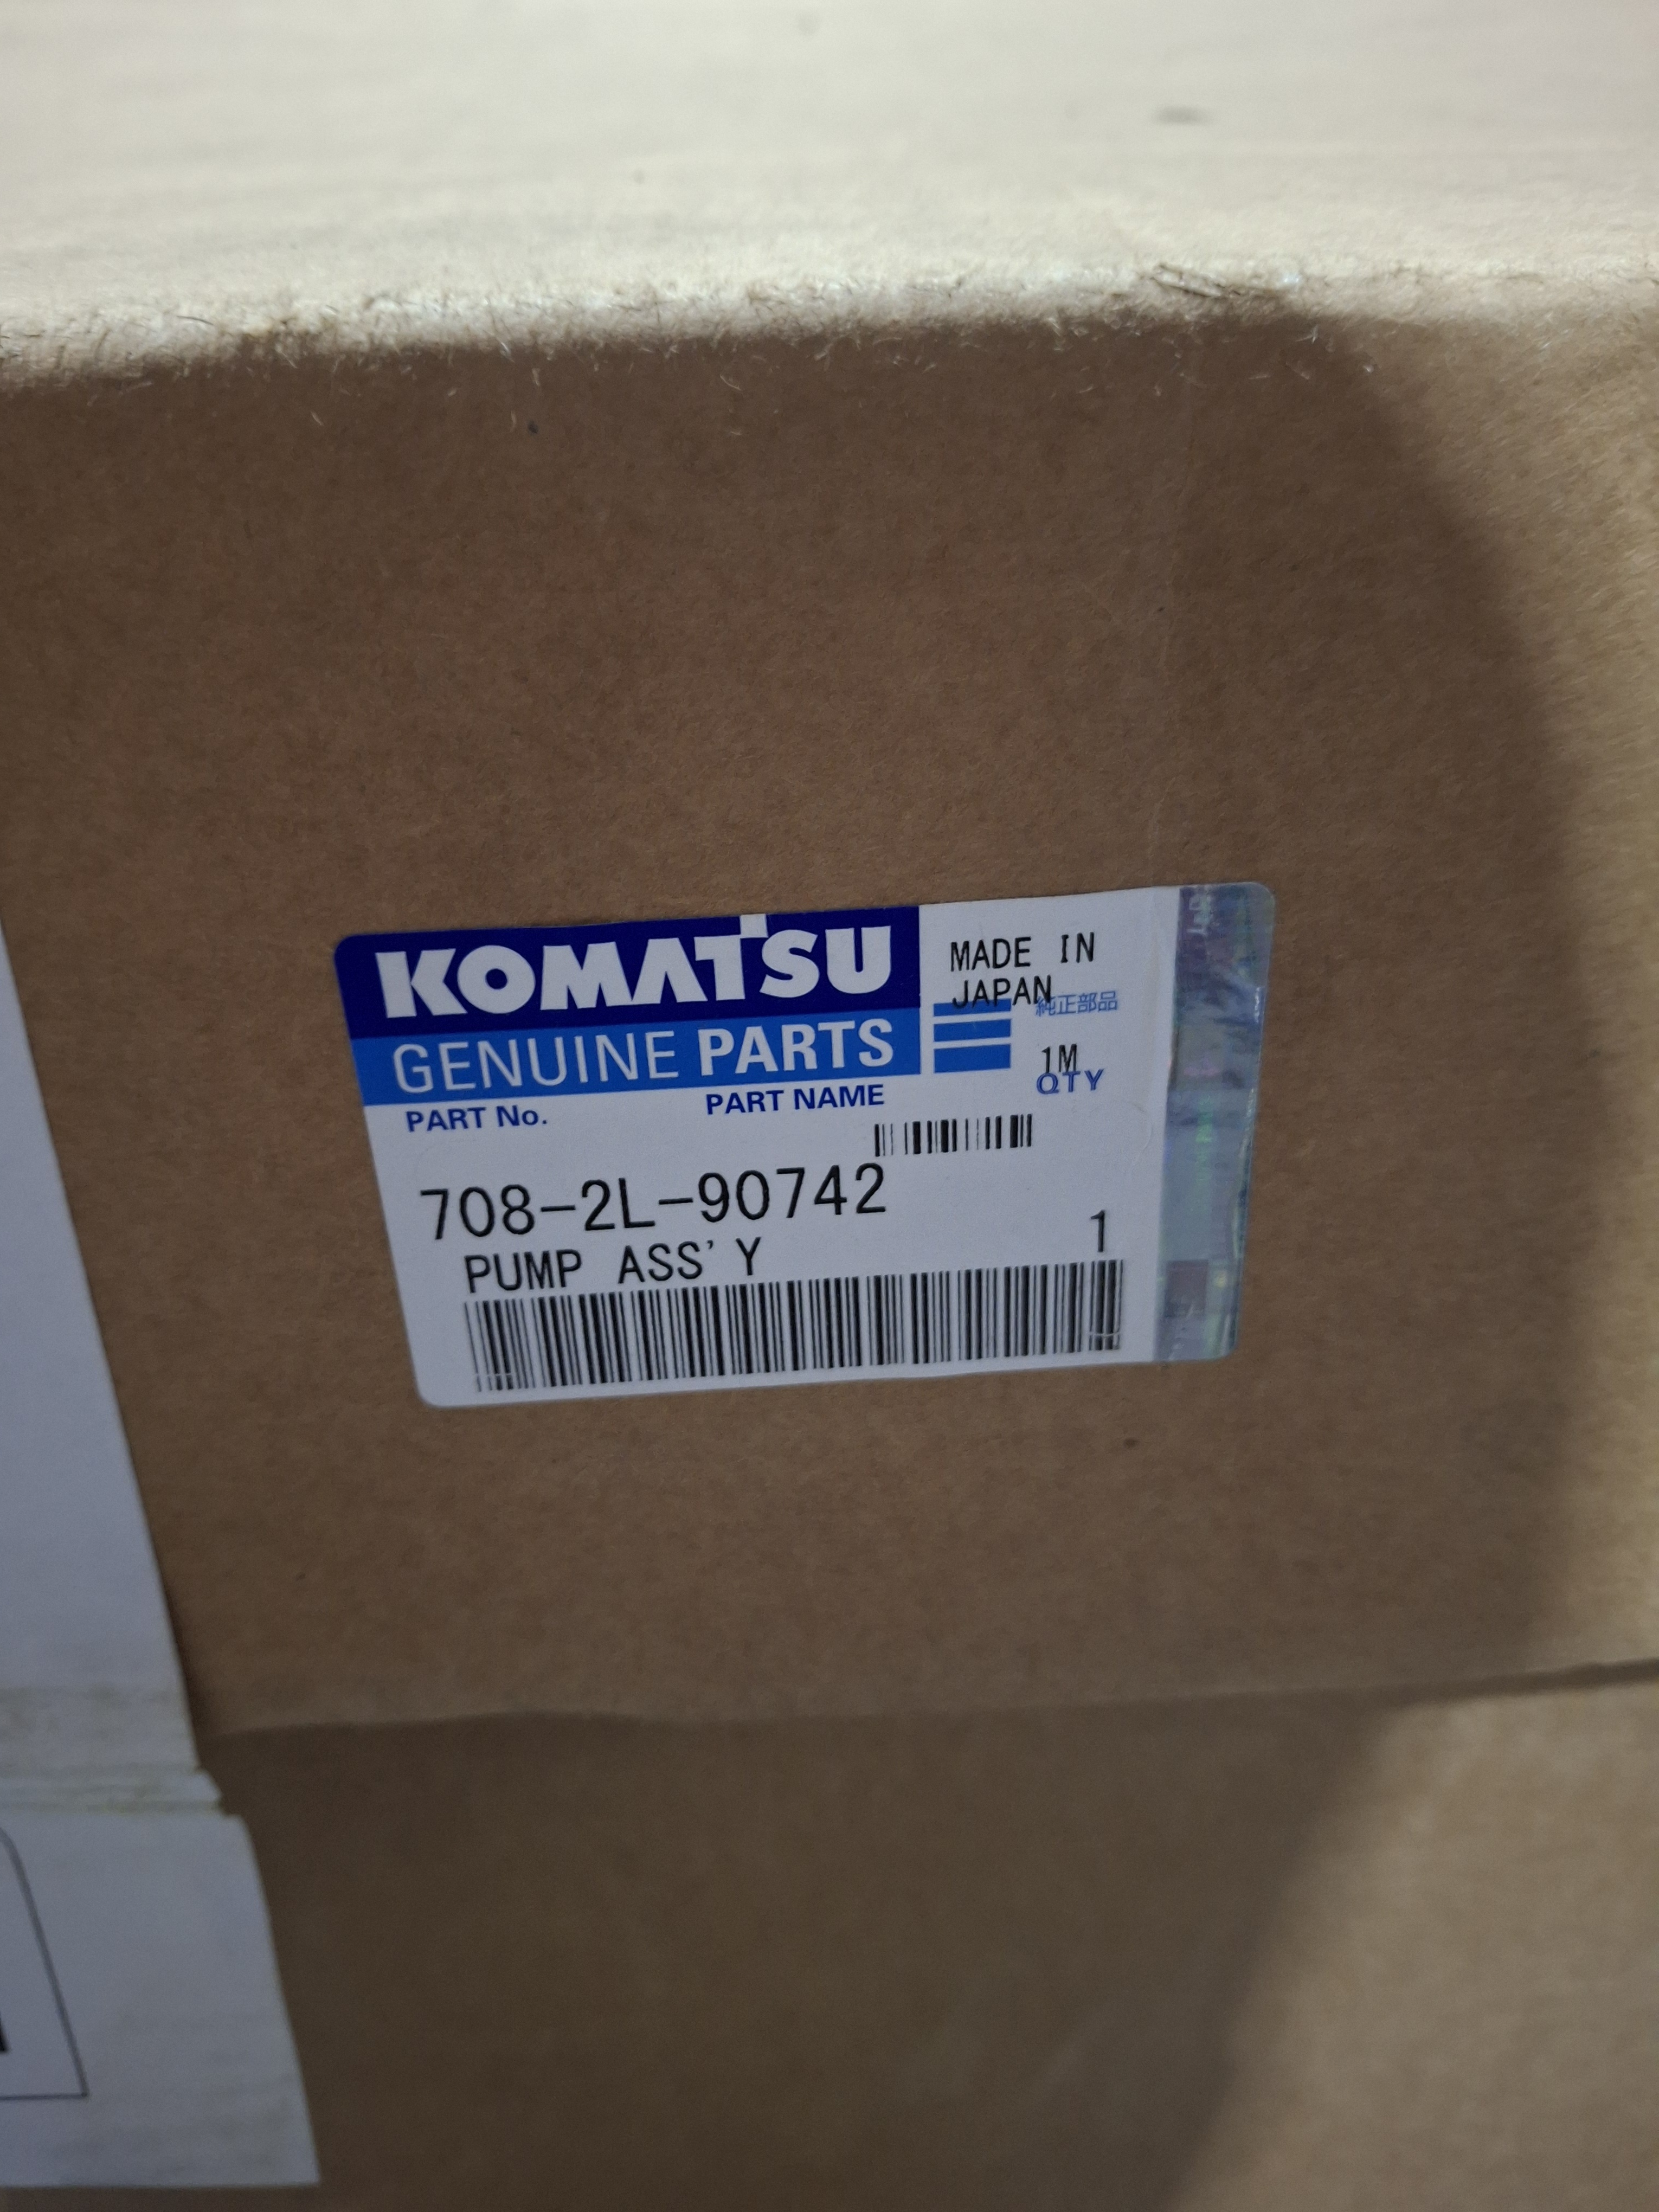 KOMATSU
GENUINE PARTS
MADE IN
JAPAN
純正部品
1M
QTY
PART No.
PART NAME
708-2L-90742
PUMP ASS'Y
1